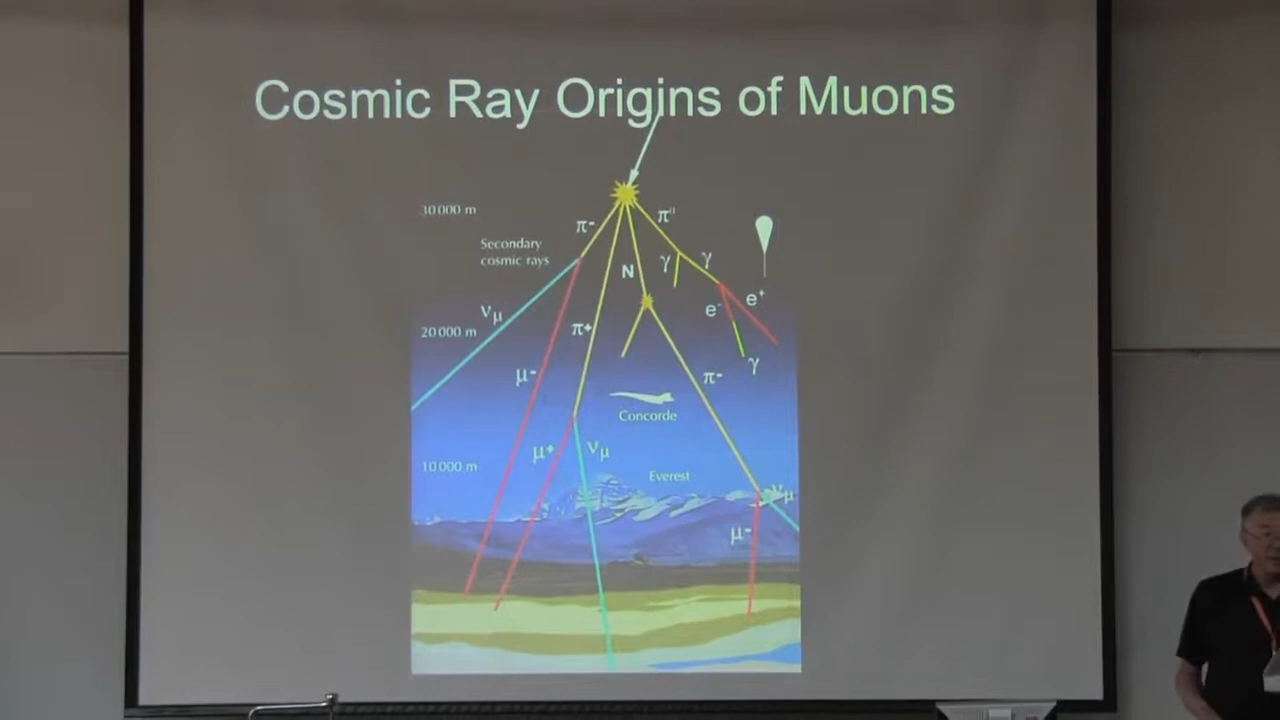 Cosmic Ray Origins of Muons
30 000 m
π-
π⁰
Secondary
cosmic rays
N
γ
γ
e-
e+
νμ
20 000 m
π+
μ-
π-
γ
Concorde
10 000 m
μ+
νμ
Everest
νμ
μ-